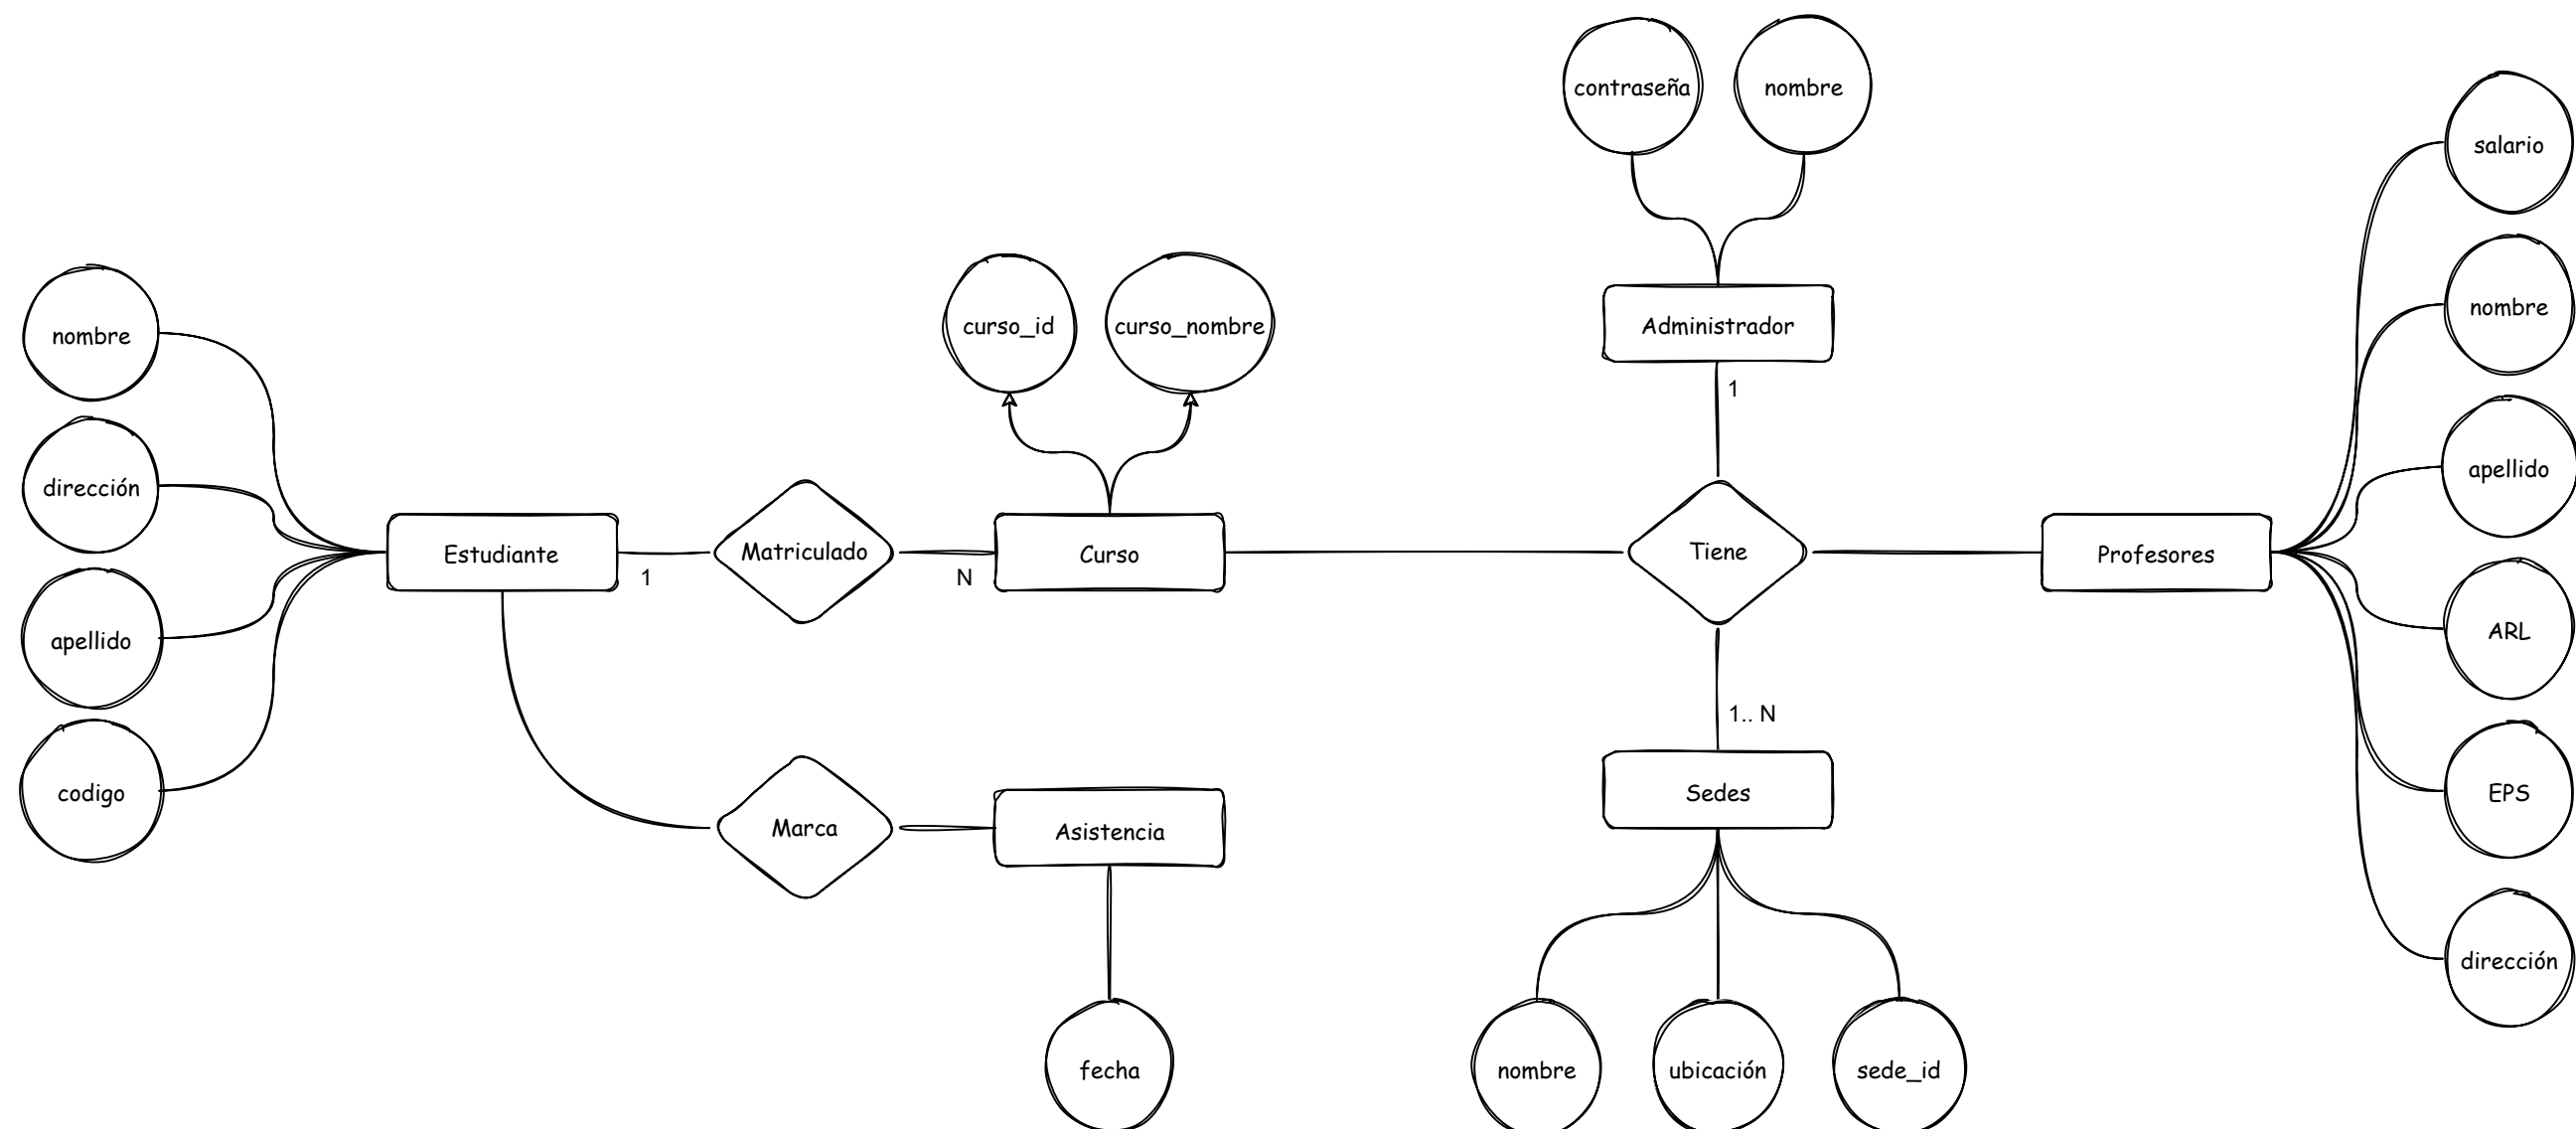 contraseña
nombre
salario
nombre
curso_id
curso_nombre
Administrador
nombre
1
apellido
dirección
Estudiante
1
Matriculado
N
Curso
Tiene
Profesores
apellido
ARL
1.. N
codigo
Marca
Asistencia
Sedes
EPS
dirección
fecha
nombre
ubicación
sede_id